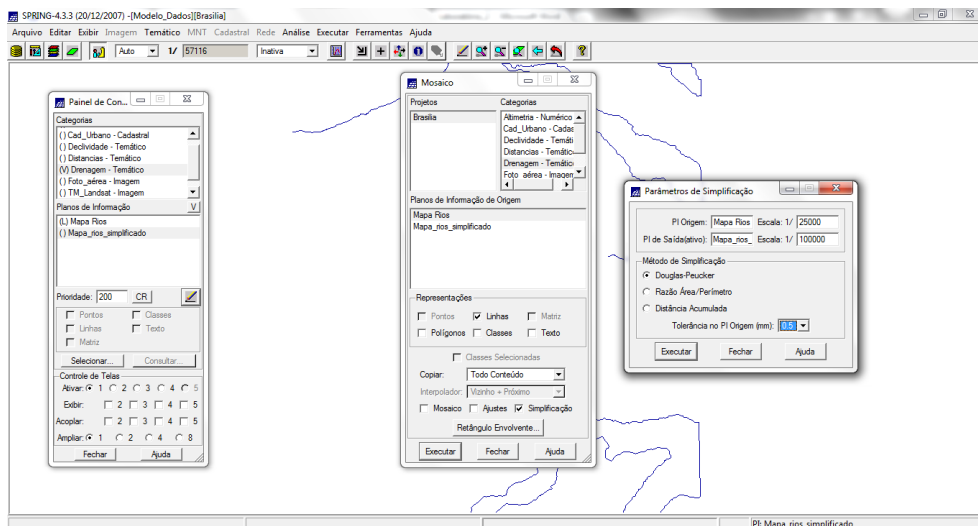 SPRING-4.3.3 (20/12/2007) -[Modelo_Dados][Brasilia]
Arquivo Editar Exibir Imagem Temático MNT Cadastral Rede Análise Executar Ferramentas Ajuda
Auto 1/ 57116 Inativa
Painel de Con...
Categorias
( ) Cad_Urbano - Cadastral
( ) Declividade - Temático
( ) Distancias - Temático
(V) Drenagem - Temático
( ) Foto_aérea - Imagem
( ) TM_Landsat - Imagem
Planos de Informação V
(L) Mapa Rios
( ) Mapa_rios_simplificado
Prioridade: 200 CR
Pontos Classes
Linhas Texto
Matriz
Selecionar... Consultar...
Controle de Telas
Ativar: 1 2 3 4 5
Exibir: 2 3 4 5
Acoplar: 2 3 4 5
Ampliar: 1 2 4 8
Fechar Ajuda
Mosaico
Projetos Categorias
Brasilia
Altimetria - Numérico
Cad_Urbano - Cadas
Declividade - Temáti
Distancias - Temátic
Drenagem - Temátic
Foto_aérea - Imagem
Planos de Informação de Origem
Mapa Rios
Mapa_rios_simplificado
Representações
Pontos Linhas Matriz
Polígonos Classes Texto
Classes Selecionadas
Copiar: Todo Conteúdo
Interpolador: Vizinho + Próximo
Mosaico Ajustes Simplificação
Retângulo Envolvente...
Executar Fechar Ajuda
Parâmetros de Simplificação
PI Origem: Mapa Rios Escala: 1/ 25000
PI de Saída(ativo): Mapa_rios_ Escala: 1/ 100000
Método de Simplificação
Douglas-Peucker
Razão Área/Perímetro
Distância Acumulada
Tolerância no PI Origem (mm): 0.5
Executar Fechar Ajuda
PI: Mapa_rios_simplificado